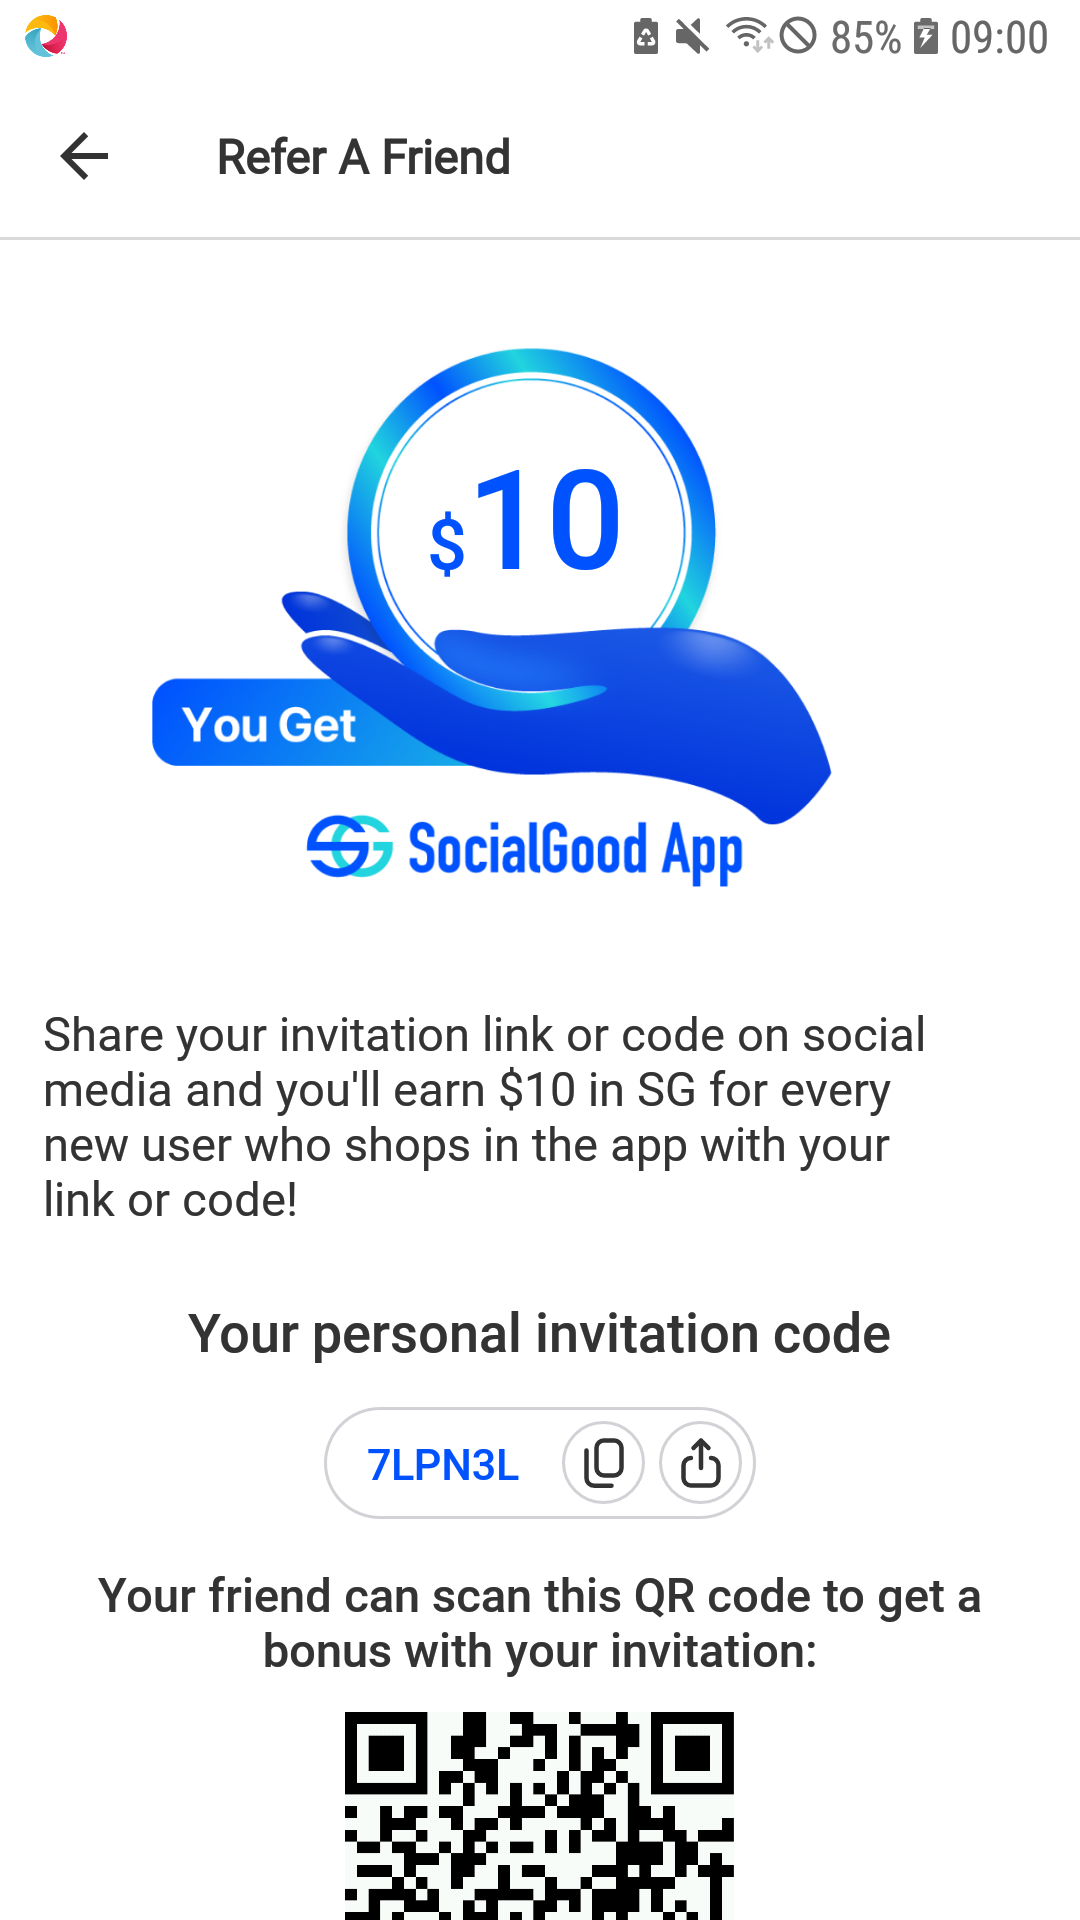 85% 09:00
Refer A Friend
$10
You Get
SG SocialGood App
Share your invitation link or code on social
media and you'll earn $10 in SG for every
new user who shops in the app with your
link or code!
Your personal invitation code
7LPN3L
Your friend can scan this QR code to get a
bonus with your invitation: